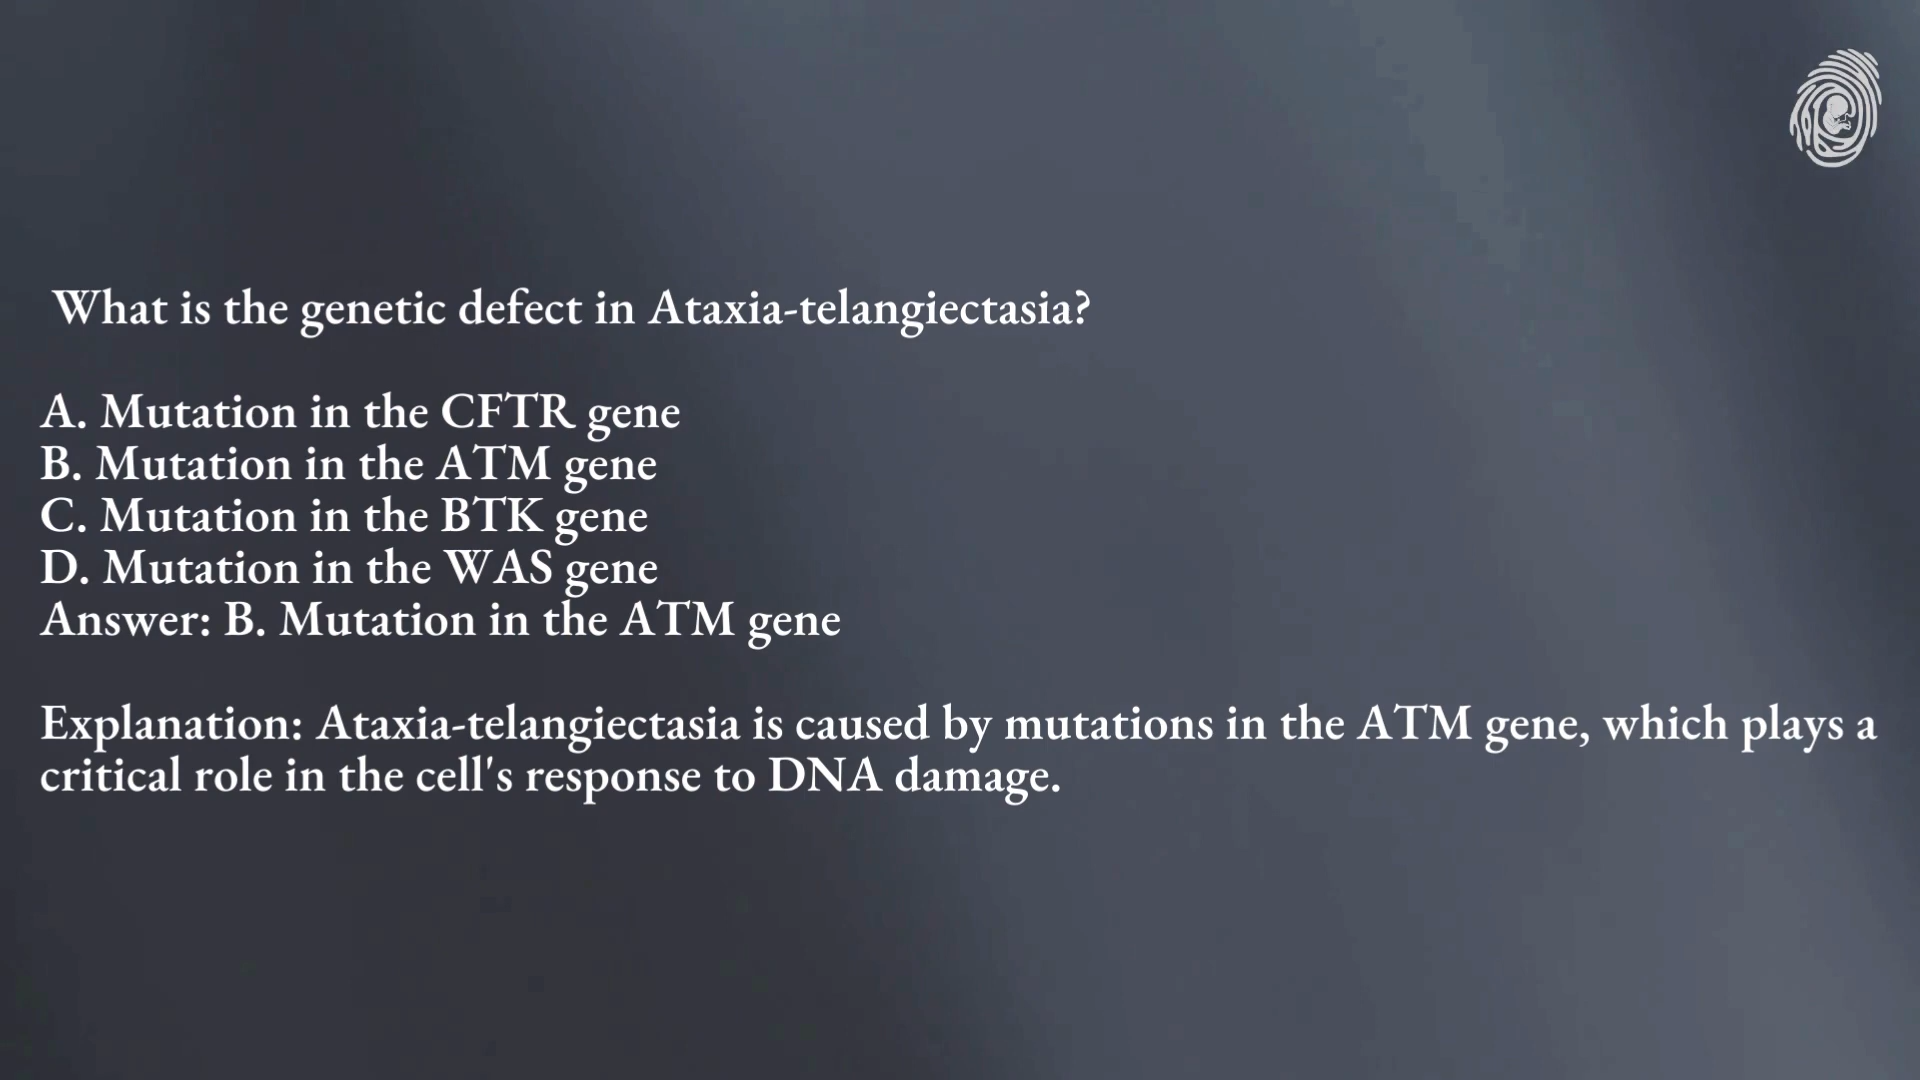 What is the genetic defect in Ataxia-telangiectasia?
A. Mutation in the CFTR gene
B. Mutation in the ATM gene
C. Mutation in the BTK gene
D. Mutation in the WAS gene
Answer: B. Mutation in the ATM gene
Explanation: Ataxia-telangiectasia is caused by mutations in the ATM gene, which plays a
critical role in the cell's response to DNA damage.